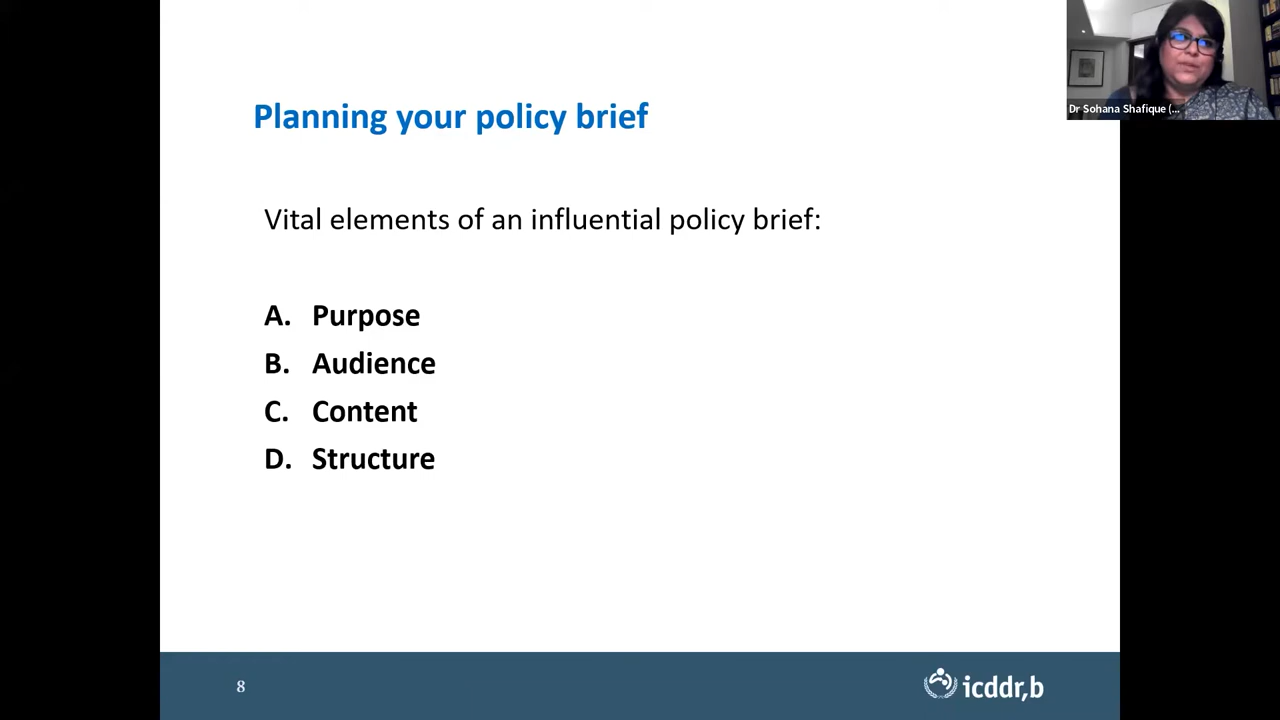 Planning your policy brief
Dr Sohana Shafique (...
Vital elements of an influential policy brief:
A. Purpose
B. Audience
C. Content
D. Structure
8
icddr,b